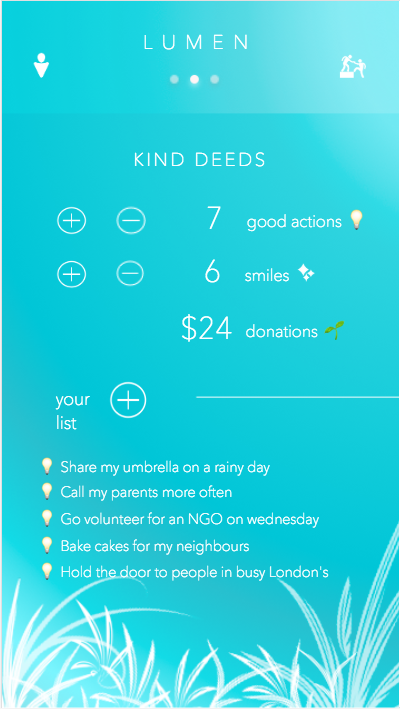 LUMEN
KIND DEEDS
7 good actions
6 smiles
$24 donations
your
list
Share my umbrella on a rainy day
Call my parents more often
Go volunteer for an NGO on wednesday
Bake cakes for my neighbours
Hold the door to people in busy London's